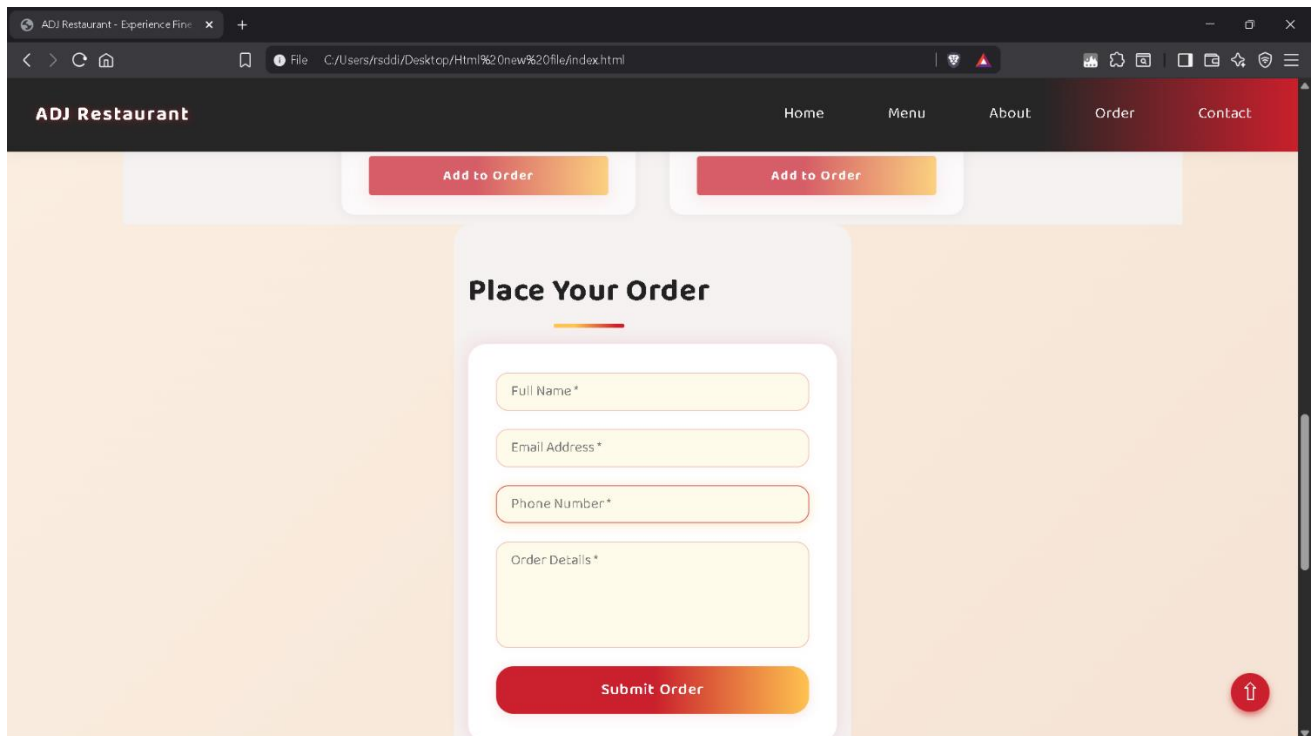 ADJ Restaurant - Experience Fine
File C:/Users/rsddi/Desktop/Html%20new%20file/index.html
ADJ Restaurant Home Menu About Order Contact
Add to Order Add to Order
Place Your Order
Full Name *
Email Address *
Phone Number *
Order Details *
Submit Order